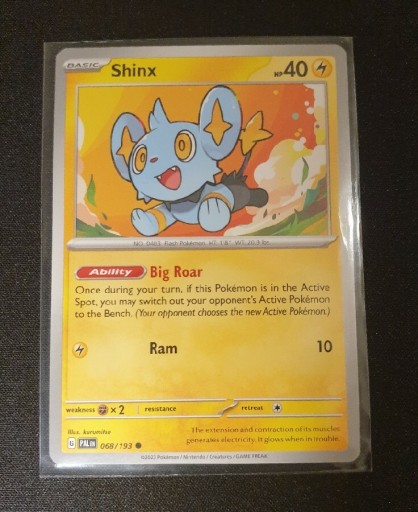 BASIC Shinx HP 40
NO. 0403 Flash Pokémon HT: 1'8" WT: 20.9 lbs
Ability Big Roar
Once during your turn, if this Pokémon is in the Active
Spot, you may switch out your opponent's Active Pokémon
to the Bench. (Your opponent chooses the new Active Pokémon.)
Ram 10
weakness ×2 resistance retreat
Illus. kurumitsu
G PAL EN 068/193
The extension and contraction of its muscles
generates electricity. It glows when in trouble.
©2023 Pokémon / Nintendo / Creatures / GAME FREAK